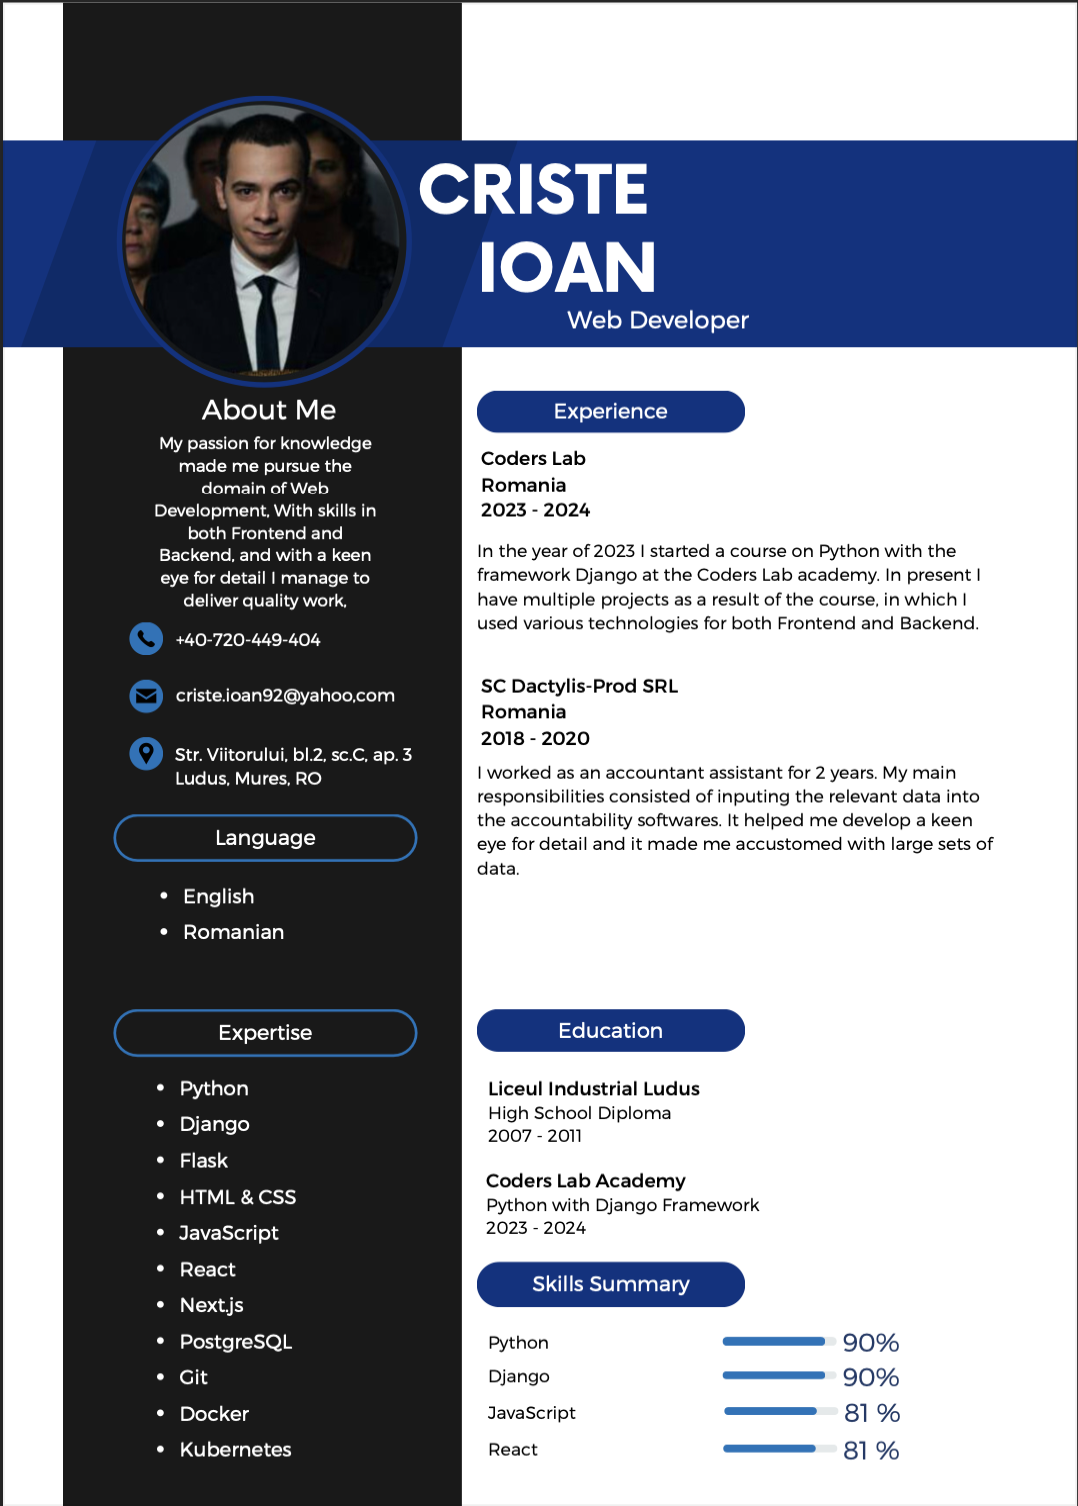 CRISTE
IOAN
Web Developer
About Me
My passion for knowledge
made me pursue the
domain of Web
Development, With skills in
both Frontend and
Backend, and with a keen
eye for detail I manage to
deliver quality work,
+40-720-449-404
criste.ioan92@yahoo,com
Str. Viitorului, bl.2, sc.C, ap. 3
Ludus, Mures, RO
Language
• English
• Romanian
Expertise
• Python
• Django
• Flask
• HTML & CSS
• JavaScript
• React
• Next.js
• PostgreSQL
• Git
• Docker
• Kubernetes
Experience
Coders Lab
Romania
2023 - 2024
In the year of 2023 I started a course on Python with the
framework Django at the Coders Lab academy. In present I
have multiple projects as a result of the course, in which I
used various technologies for both Frontend and Backend.
SC Dactylis-Prod SRL
Romania
2018 - 2020
I worked as an accountant assistant for 2 years. My main
responsibilities consisted of inputing the relevant data into
the accountability softwares. It helped me develop a keen
eye for detail and it made me accustomed with large sets of
data.
Education
Liceul Industrial Ludus
High School Diploma
2007 - 2011
Coders Lab Academy
Python with Django Framework
2023 - 2024
Skills Summary
Python 90%
Django 90%
JavaScript 81 %
React 81 %